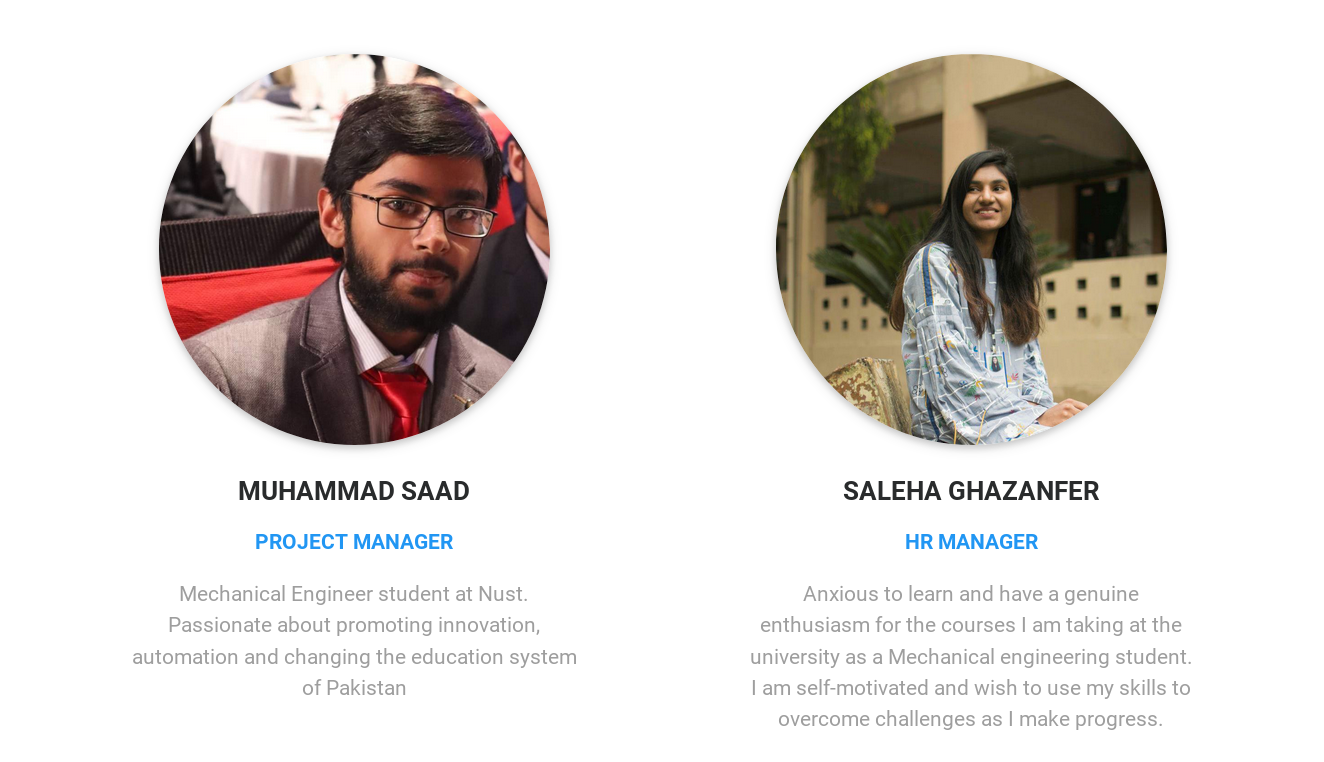 MUHAMMAD SAAD
PROJECT MANAGER
Mechanical Engineer student at Nust.
Passionate about promoting innovation,
automation and changing the education system
of Pakistan
SALEHA GHAZANFER
HR MANAGER
Anxious to learn and have a genuine
enthusiasm for the courses I am taking at the
university as a Mechanical engineering student.
I am self-motivated and wish to use my skills to
overcome challenges as I make progress.